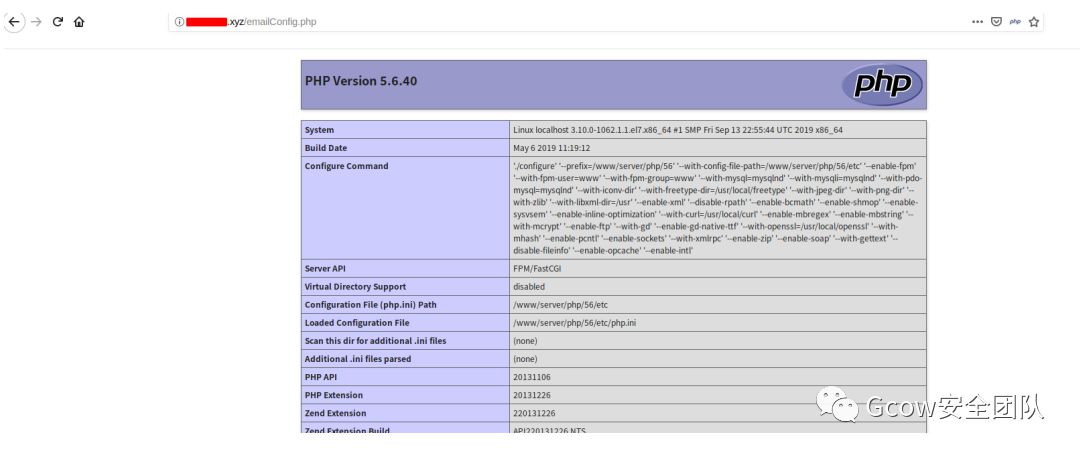 .xyz/emailConfig.php
php
PHP Version 5.6.40
php
System
Linux localhost 3.10.0-1062.1.1.el7.x86_64 #1 SMP Fri Sep 13 22:55:44 UTC 2019 x86_64
Build Date
May 6 2019 11:19:12
Configure Command
'./configure' '--prefix=/www/server/php/56' '--with-config-file-path=/www/server/php/56/etc' '--enable-fpm'
'--with-fpm-user=www' '--with-fpm-group=www' '--with-mysql=mysqlnd' '--with-mysqli=mysqlnd' '--with-pdo-
mysql=mysqlnd' '--with-iconv-dir' '--with-freetype-dir=/usr/local/freetype' '--with-jpeg-dir' '--with-png-dir' '--
with-zlib' '--with-libxml-dir=/usr' '--enable-xml' '--disable-rpath' '--enable-bcmath' '--enable-shmop' '--enable-
sysvsem' '--enable-inline-optimization' '--with-curl=/usr/local/curl' '--enable-mbregex' '--enable-mbstring' '--
with-mcrypt' '--enable-ftp' '--with-gd' '--enable-gd-native-ttf' '--with-openssl=/usr/local/openssl' '--with-
mhash' '--enable-pcntl' '--enable-sockets' '--with-xmlrpc' '--enable-zip' '--enable-soap' '--with-gettext' '--
disable-fileinfo' '--enable-opcache' '--enable-intl'
Server API
FPM/FastCGI
Virtual Directory Support
disabled
Configuration File (php.ini) Path
/www/server/php/56/etc
Loaded Configuration File
/www/server/php/56/etc/php.ini
Scan this dir for additional .ini files
(none)
Additional .ini files parsed
(none)
PHP API
20131106
PHP Extension
20131226
Zend Extension
220131226
Zend Extension Build
API220131226,NTS
Gcow安全团队